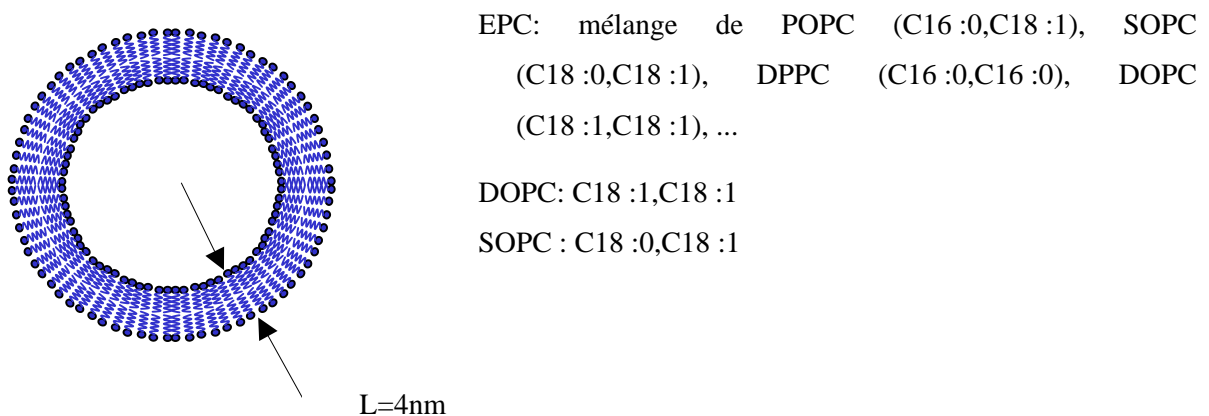 EPC: mélange de POPC (C16 :0,C18 :1), SOPC
(C18 :0,C18 :1), DPPC (C16 :0,C16 :0), DOPC
(C18 :1,C18 :1), ...
DOPC: C18 :1,C18 :1
SOPC : C18 :0,C18 :1
L=4nm